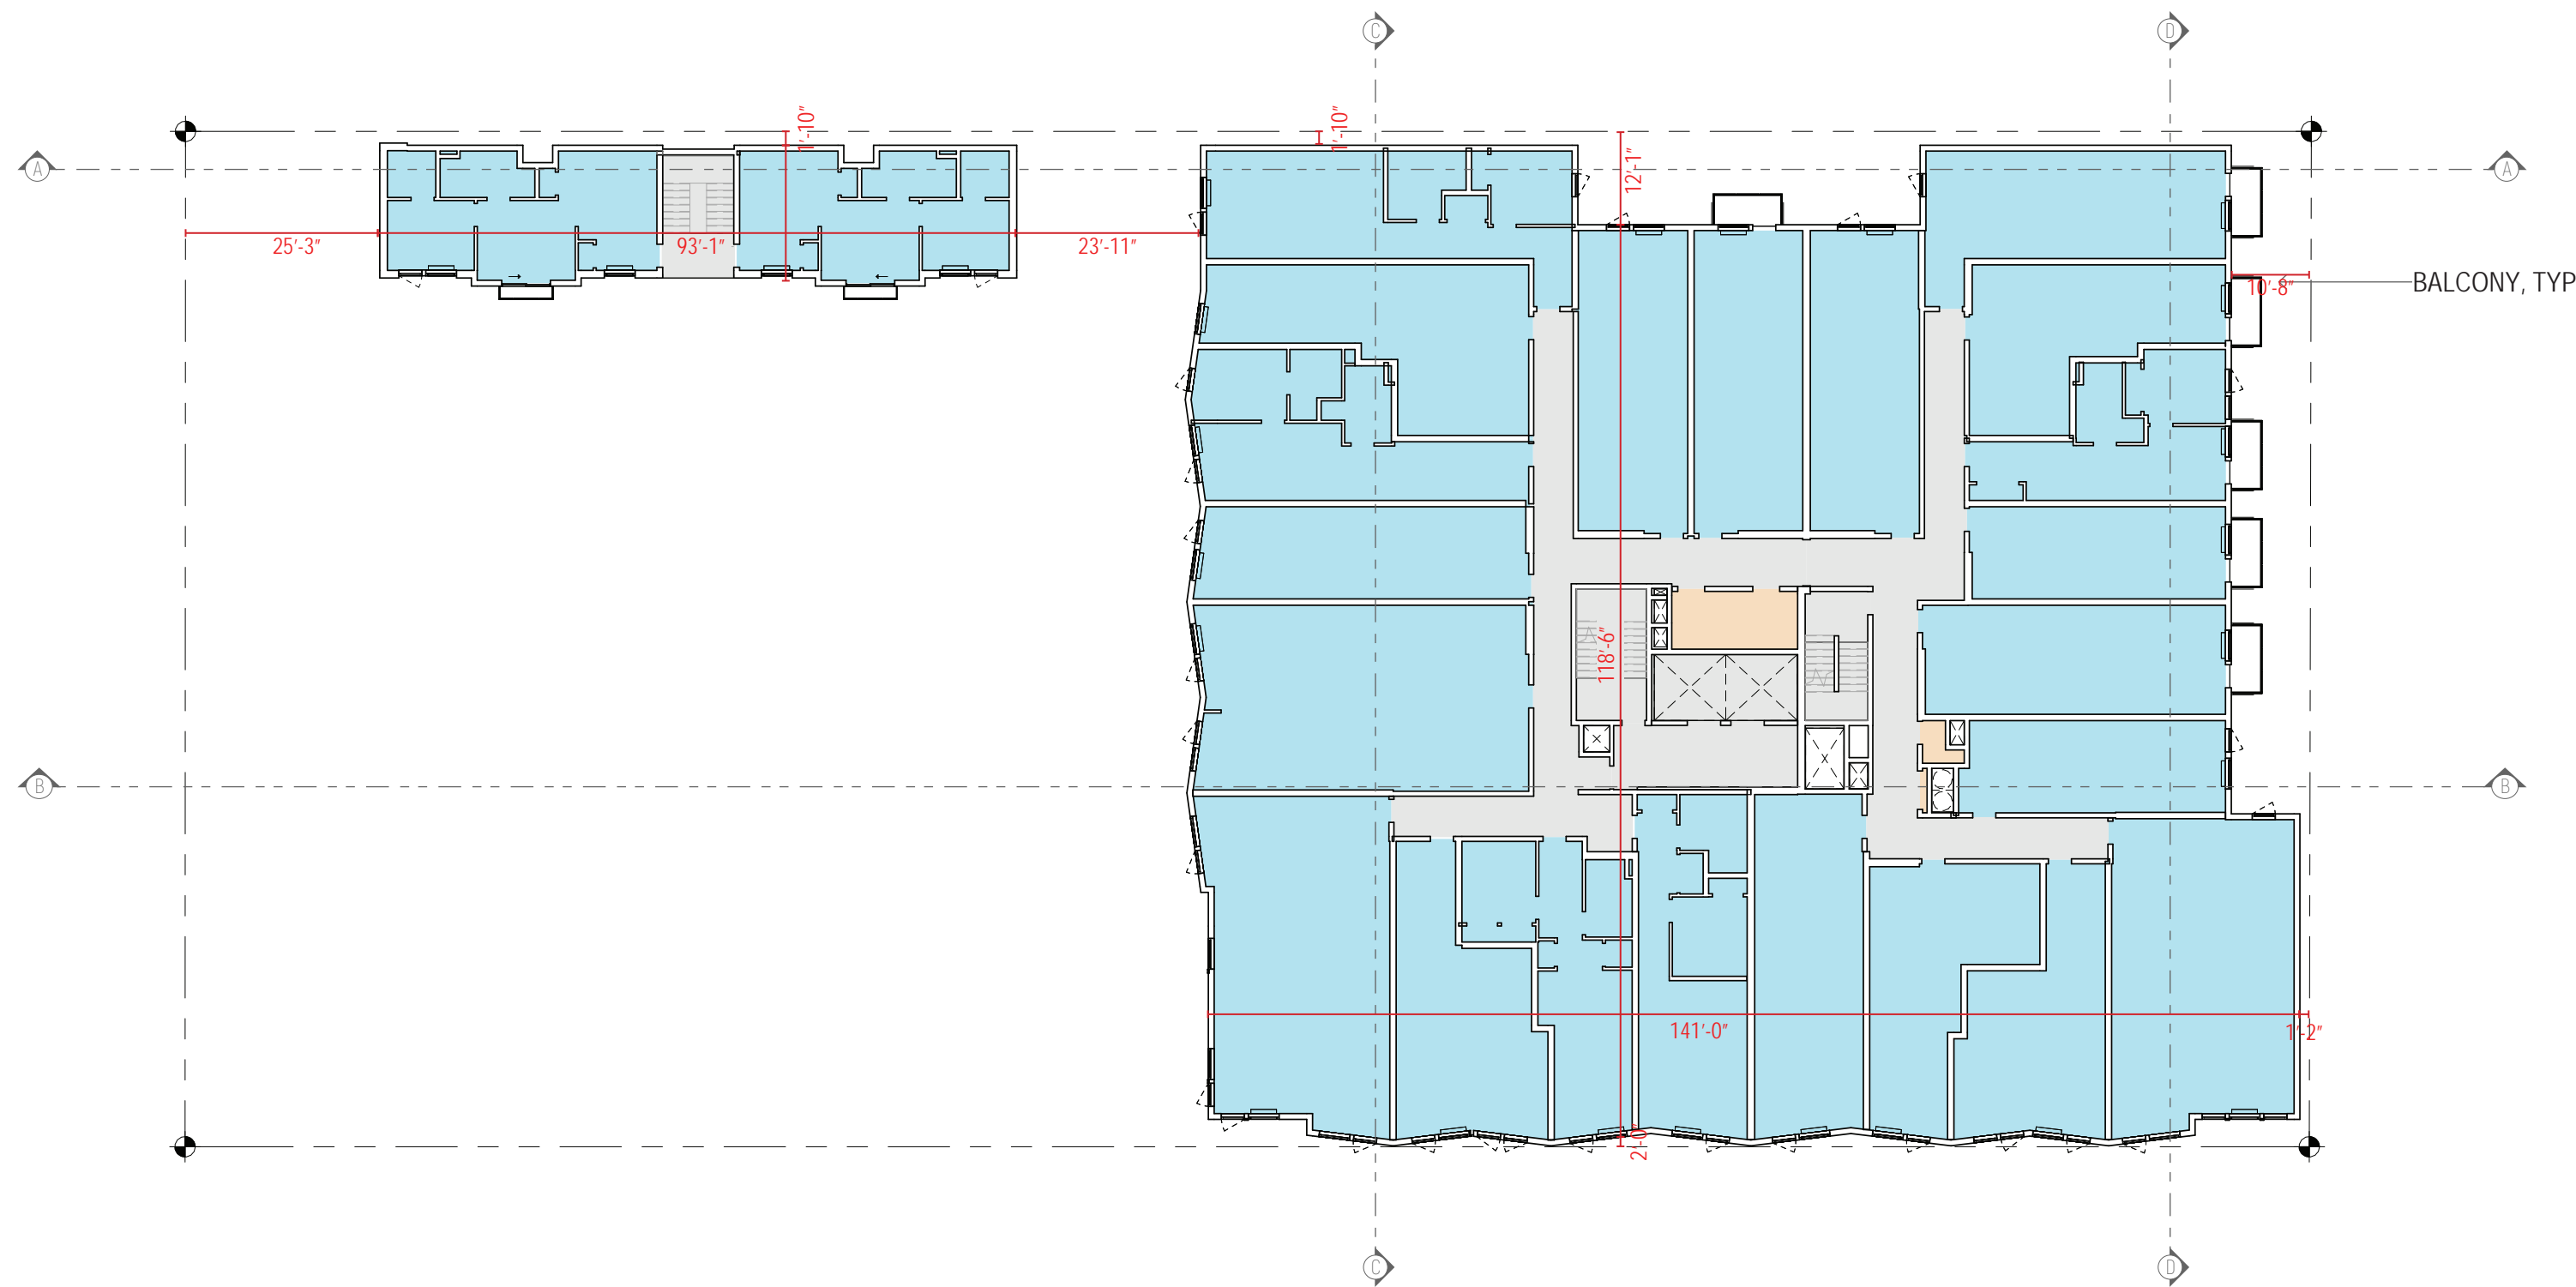 C
D
1'-10"
1'-10"
12'-1"
A
A
25'-3"
93'-1"
23'-11"
10'-8"
BALCONY, TYP
118'-6"
B
B
141'-0"
1'-2"
2'-0"
C
D